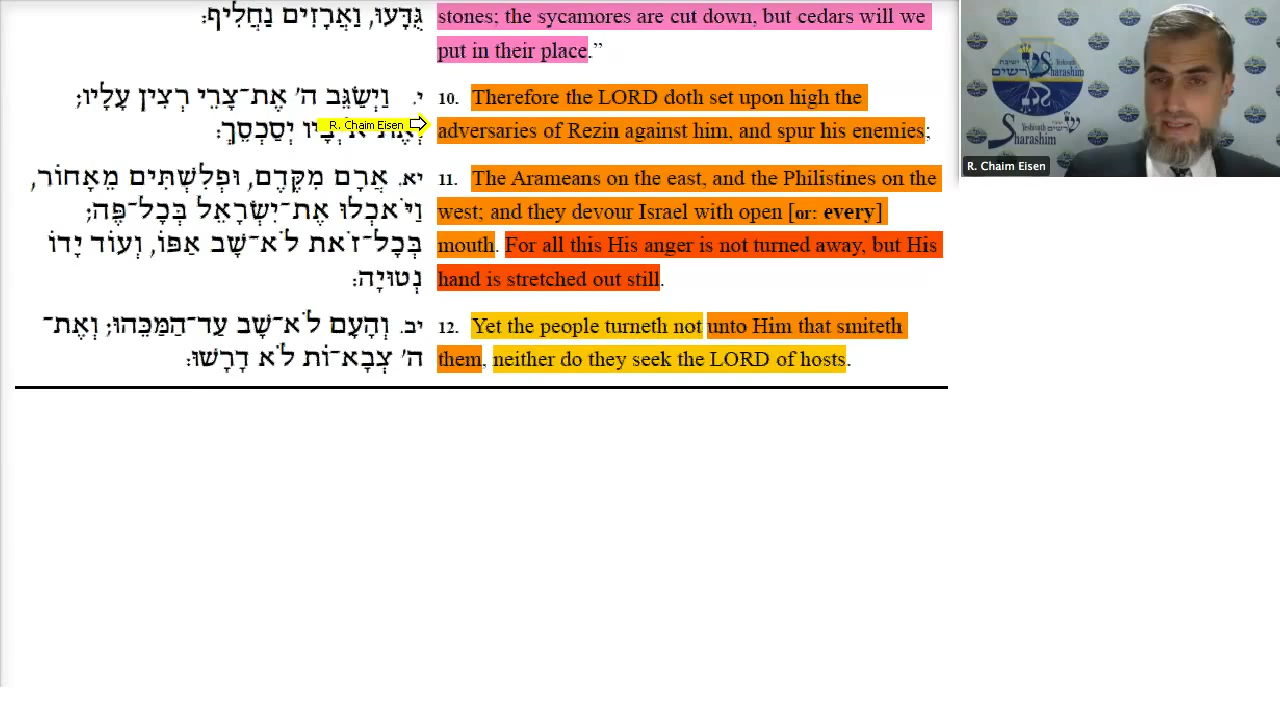 גֻּדָּעוּ, וַאֲרָזִים נַחֲלִיף:
stones; the sycamores are cut down, but cedars will we
put in their place.”
י. וַיְשַׂגֵּב ה' אֶת־צָרֵי רְצִין עָלָיו;
יְסַכְסֵךְ:
R. Chaim Eisen
10. Therefore the LORD doth set upon high the
adversaries of Rezin against him, and spur his enemies;
יא. אֲרָם מִקֶּדֶם, וּפְלִשְׁתִּים מֵאָחוֹר,
וַיֹּאכְלוּ אֶת־יִשְׂרָאֵל בְּכָל־פֶּה;
בְּכָל־זֹאת לֹא־שָׁב אַפּוֹ, וְעוֹד יָדוֹ
נְטוּיָה:
11. The Arameans on the east, and the Philistines on the
west; and they devour Israel with open [or: every]
mouth. For all this His anger is not turned away, but His
hand is stretched out still.
יב. וְהָעָם לֹא־שָׁב עַד־הַמַּכֵּהוּ; וְאֶת־
ה' צְבָא־וֹת לֹא דָרָשׁוּ:
12. Yet the people turneth not unto Him that smiteth
them, neither do they seek the LORD of hosts.
ישיבת
שרשים
Yeshivath
Sharashim
Yeshivath
Sharashim
R. Chaim Eisen